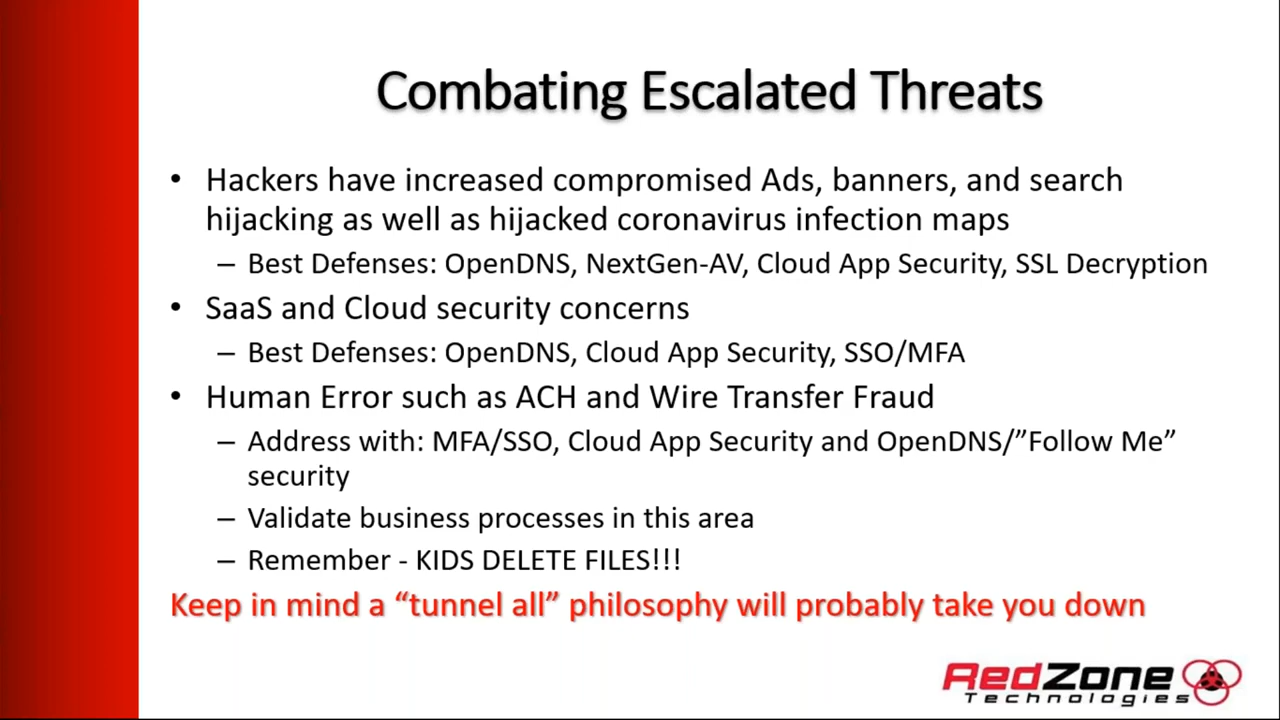 Combating Escalated Threats
• Hackers have increased compromised Ads, banners, and search
hijacking as well as hijacked coronavirus infection maps
– Best Defenses: OpenDNS, NextGen-AV, Cloud App Security, SSL Decryption
• SaaS and Cloud security concerns
– Best Defenses: OpenDNS, Cloud App Security, SSO/MFA
• Human Error such as ACH and Wire Transfer Fraud
– Address with: MFA/SSO, Cloud App Security and OpenDNS/”Follow Me”
security
– Validate business processes in this area
– Remember - KIDS DELETE FILES!!!
Keep in mind a “tunnel all” philosophy will probably take you down
RedZone
Technologies